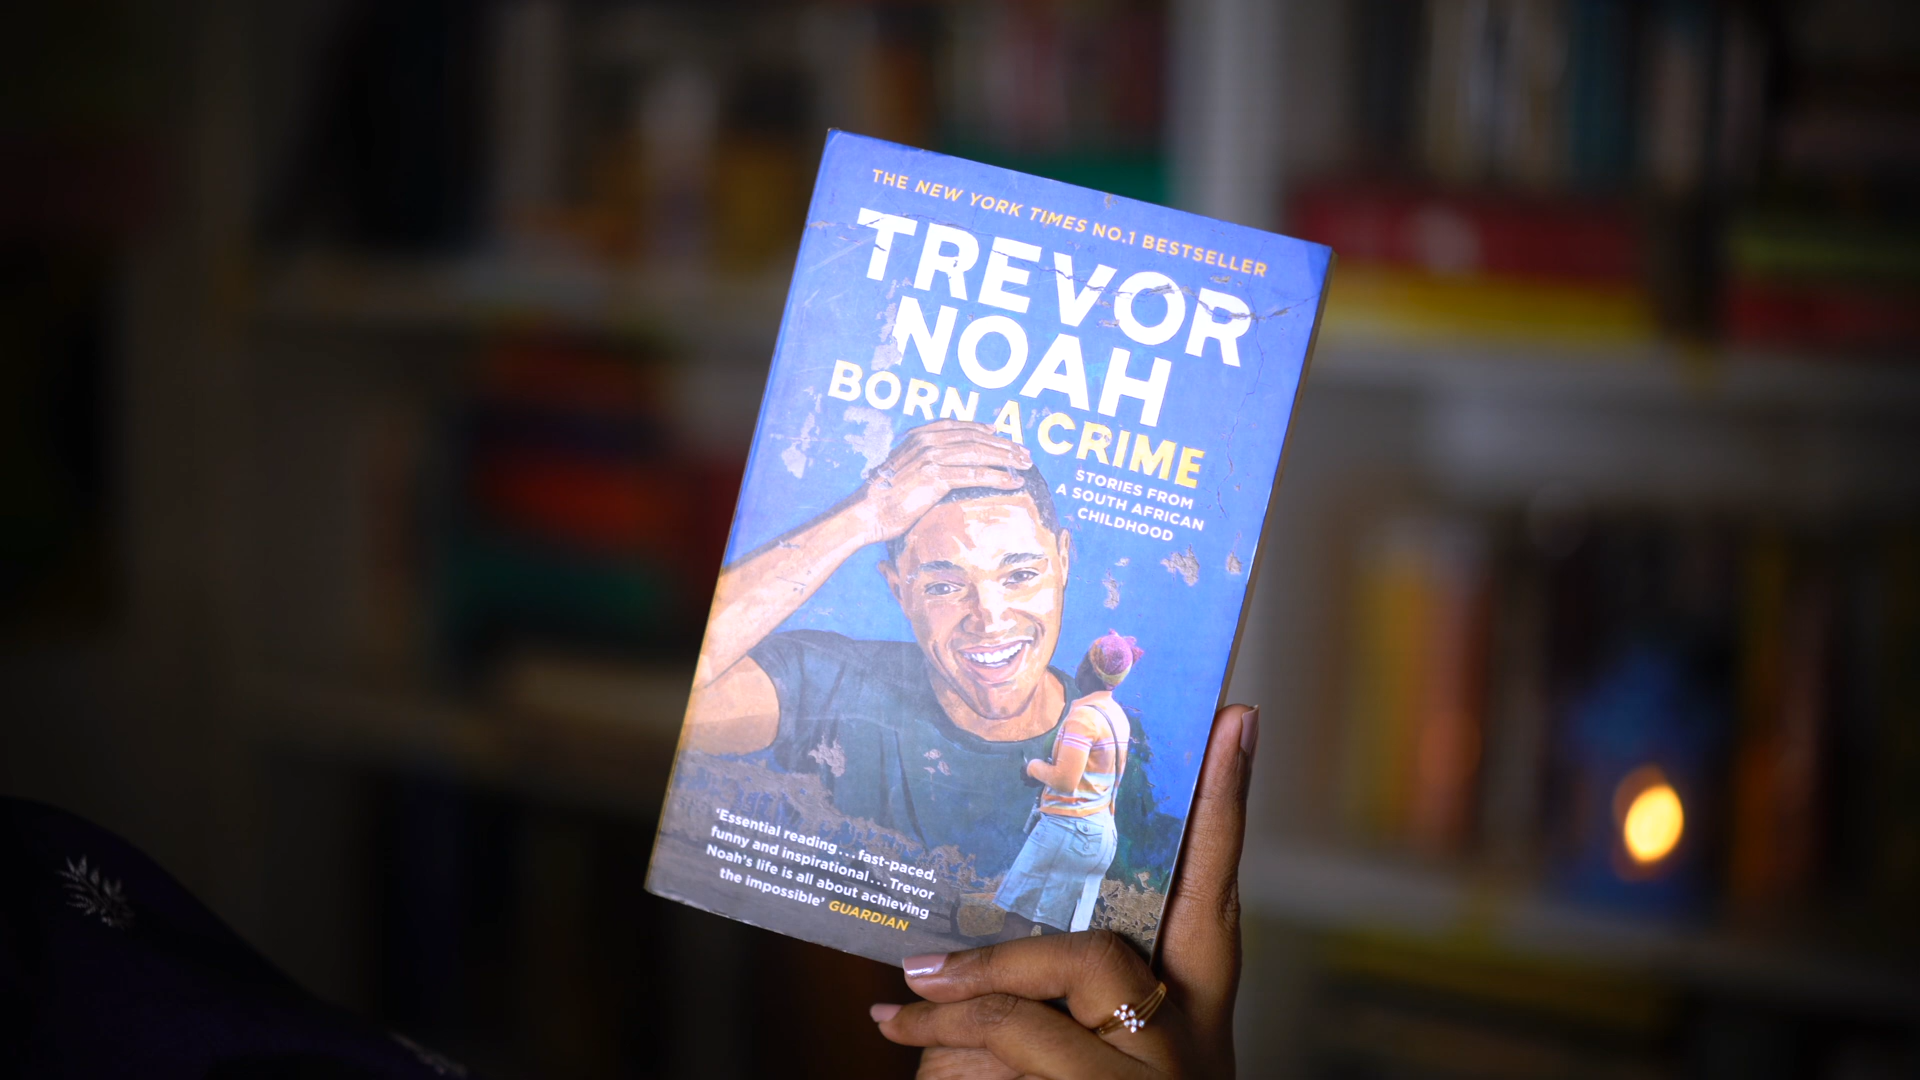 THE NEW YORK TIMES NO.1 BESTSELLER
TREVOR
NOAH
BORN A CRIME
STORIES FROM
A SOUTH AFRICAN
CHILDHOOD
‘Essential reading...fast-paced,
funny and inspirational...Trevor
Noah's life is all about achieving
the impossible’ GUARDIAN